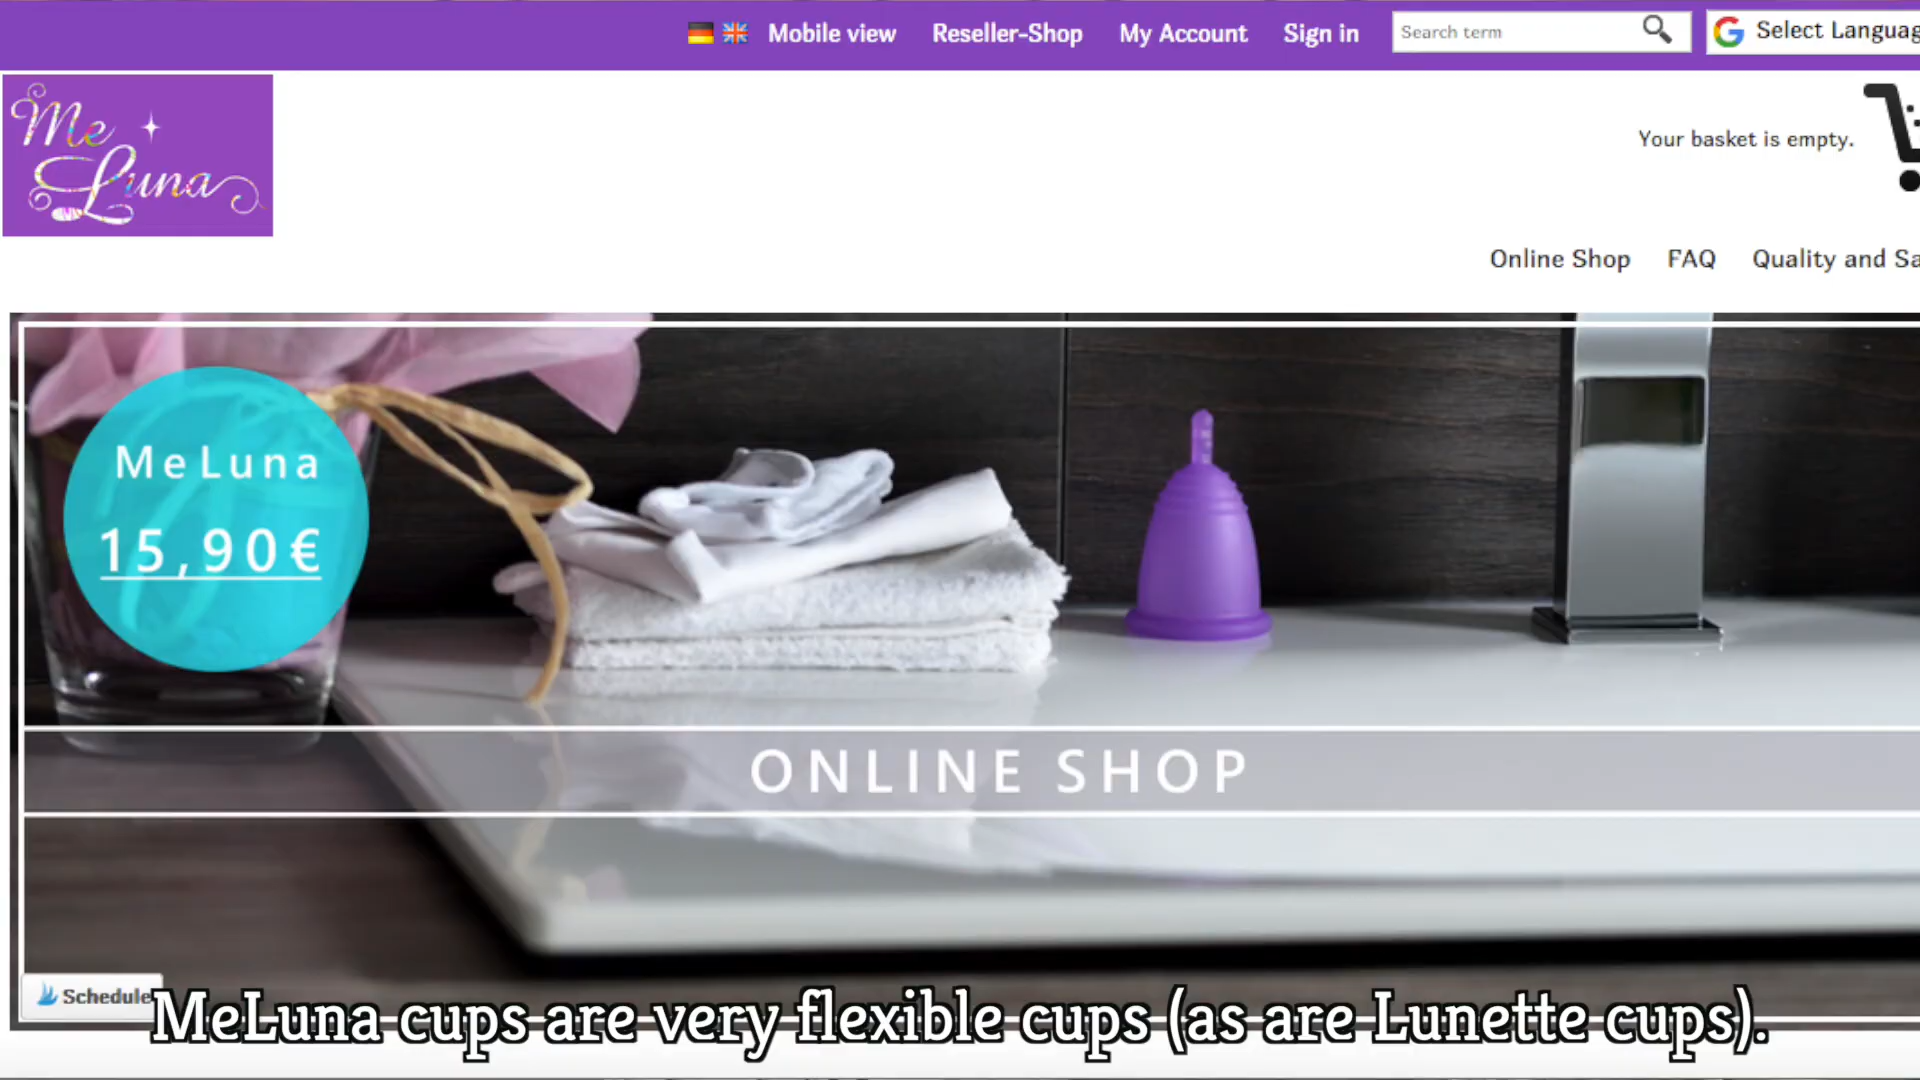 Mobile view Reseller-Shop My Account Sign in Search term Select Languag
Me
Luna
Your basket is empty.
Online Shop FAQ Quality and Sa
MeLuna
15,90€
ONLINE SHOP
Schedule
MeLuna cups are very flexible cups (as are Lunette cups).